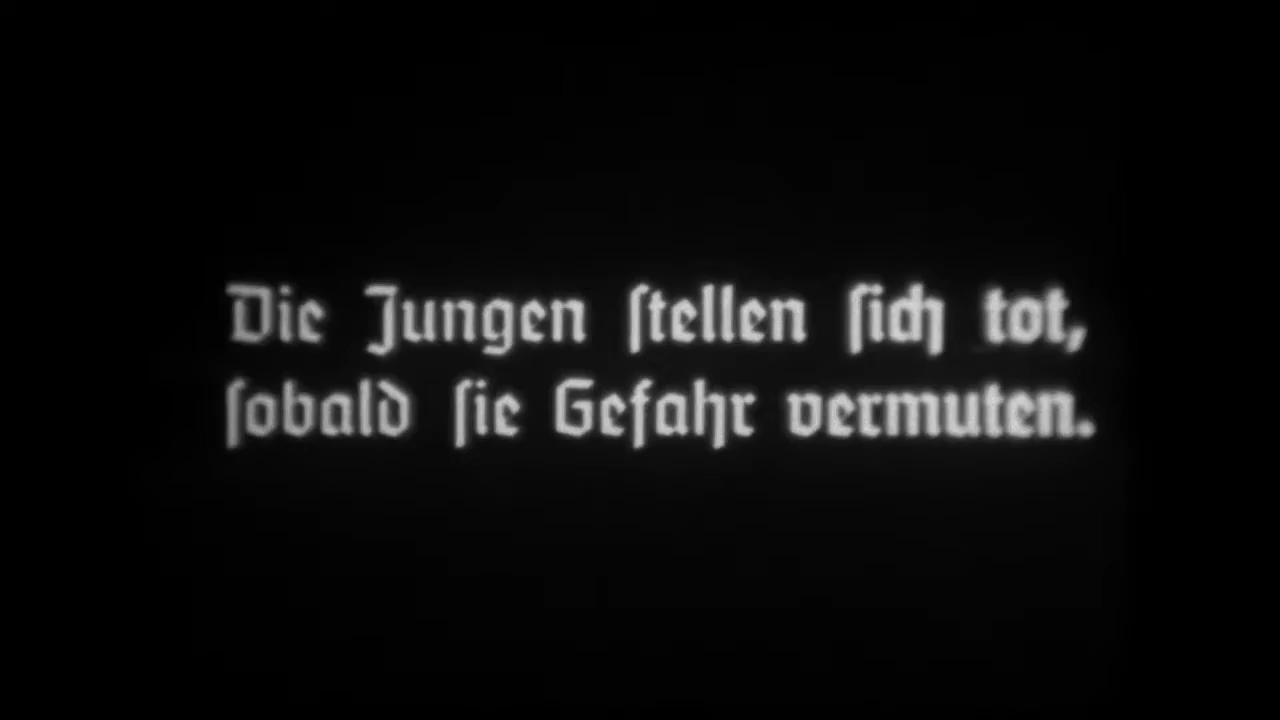 Die Jungen ſtellen ſich tot,
ſobald ſie Gefahr vermuten.